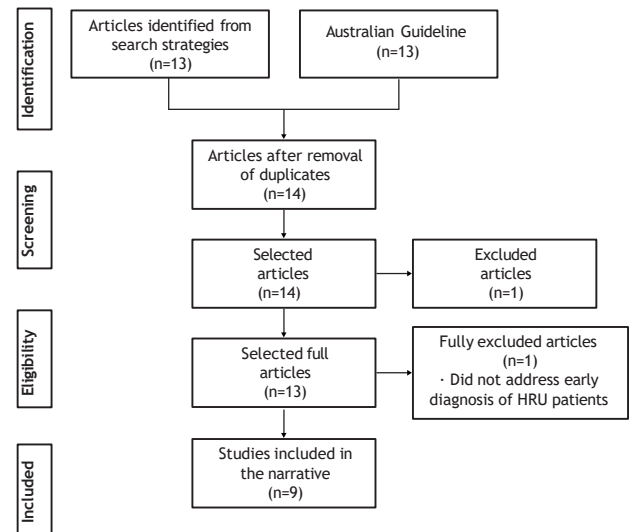 Identification
Articles identified from
search strategies
(n=13)
Australian Guideline
(n=13)
Articles after removal
of duplicates
(n=14)
Screening
Selected
articles
(n=14)
Excluded
articles
(n=1)
Eligibility
Selected full
articles
(n=13)
Fully excluded articles
(n=1)
· Did not address early
diagnosis of HRU patients
Included
Studies included in
the narrative
(n=9)